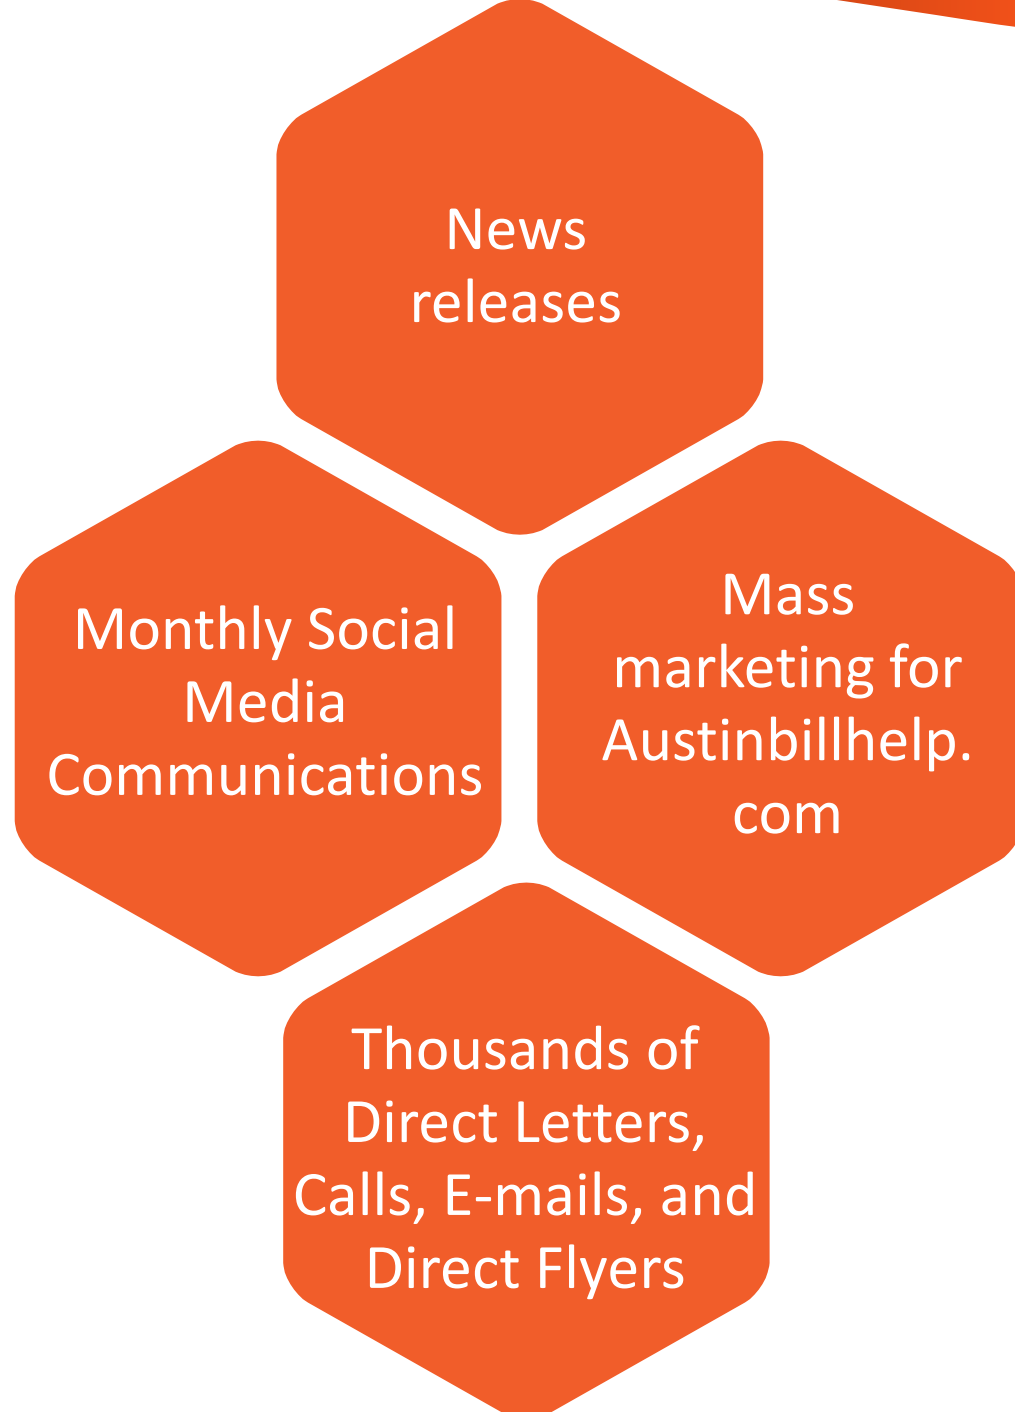 News
releases
Monthly Social
Media
Communications
Mass
marketing for
Austinbillhelp.
com
Thousands of
Direct Letters,
Calls, E-mails, and
Direct Flyers